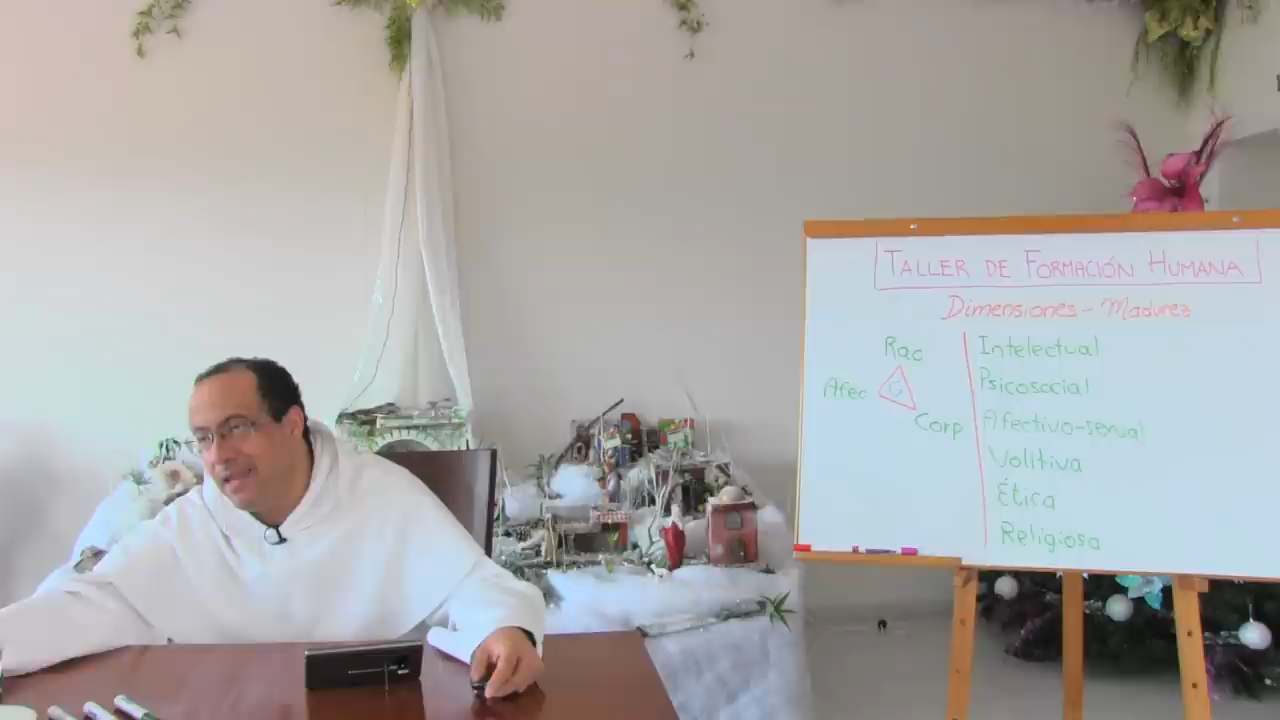 TALLER DE FORMACIÓN HUMANA
Dimensiones - Madurez
Rac
Afec
G
Corp
Intelectual
Psicosocial
Afectivo-sexual
Volitiva
Ética
Religiosa